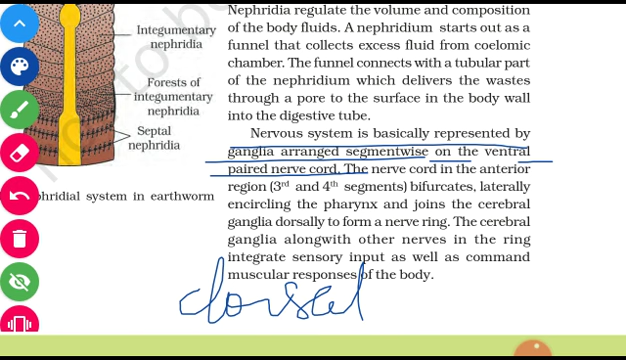 Integumentary
nephridia
Forests of
integumentary
nephridia
Septal
nephridia
phridial system in earthworm
Nephridia regulate the volume and composition
of the body fluids. A nephridium starts out as a
funnel that collects excess fluid from coelomic
chamber. The funnel connects with a tubular part
of the nephridium which delivers the wastes
through a pore to the surface in the body wall
into the digestive tube.
Nervous system is basically represented by
ganglia arranged segmentwise on the ventral
paired nerve cord. The nerve cord in the anterior
region (3rd and 4th segments) bifurcates, laterally
encircling the pharynx and joins the cerebral
ganglia dorsally to form a nerve ring. The cerebral
ganglia alongwith other nerves in the ring
integrate sensory input as well as command
muscular responses of the body.
dorsal